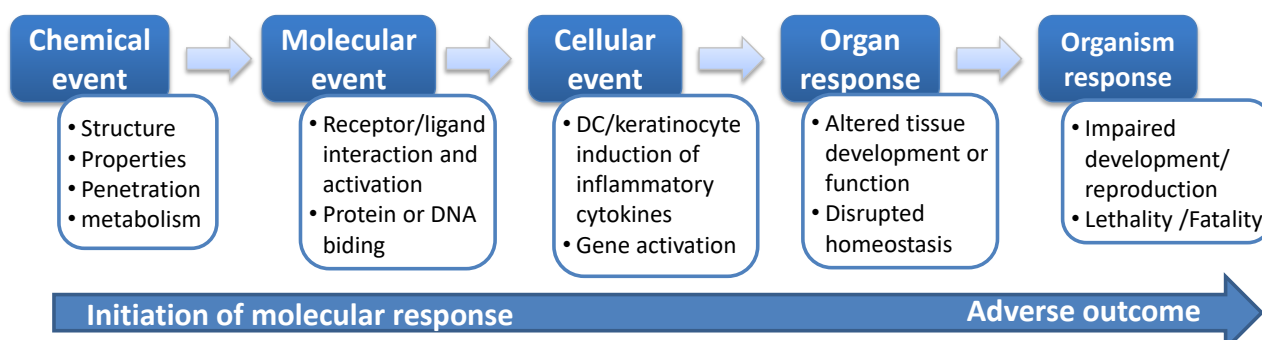 Chemical
event
• Structure
• Properties
• Penetration
• metabolism
Molecular
event
• Receptor/ligand
interaction and
activation
• Protein or DNA
biding
Cellular
event
• DC/keratinocyte
induction of
inflammatory
cytokines
• Gene activation
Organ
response
• Altered tissue
development or
function
• Disrupted
homeostasis
Organism
response
• Impaired
development/
reproduction
• Lethality /Fatality
Initiation of molecular response
Adverse outcome